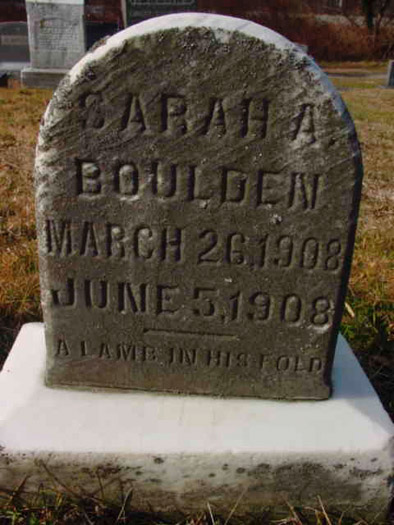 SARAH A.
BOULDEN
MARCH 26, 1908
JUNE 5, 1908
A LAMB IN HIS FOLD